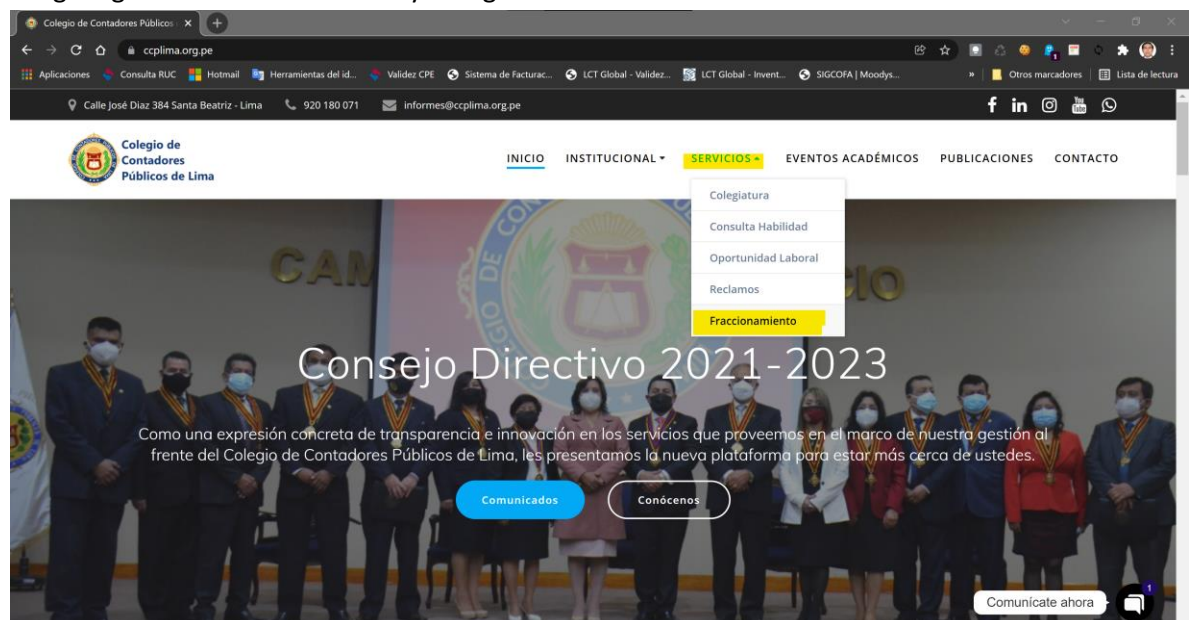 Colegio de Contadores Públicos
ccplima.org.pe
Aplicaciones
Consulta RUC
Hotmail
Herramientas del id...
Validez CPE
Sistema de Facturac...
LCT Global - Validez...
LCT Global - Invent...
SIGCOFA | Moodys...
»
Otros marcadores
Lista de lectura
Calle José Diaz 384 Santa Beatriz - Lima
920 180 071
informes@ccplima.org.pe
Colegio de
Contadores
Públicos de Lima
INICIO
INSTITUCIONAL
SERVICIOS
EVENTOS ACADÉMICOS
PUBLICACIONES
CONTACTO
Colegiatura
Consulta Habilidad
Oportunidad Laboral
Reclamos
Fraccionamiento
Consejo Directivo 2021-2023
Como una expresión concreta de transparencia e innovación en los servicios que proveemos en el marco de nuestra gestión al
frente del Colegio de Contadores Públicos de Lima, les presentamos la nueva plataforma para estar más cerca de ustedes.
Comunicados
Conócenos
Comunícate ahora
1